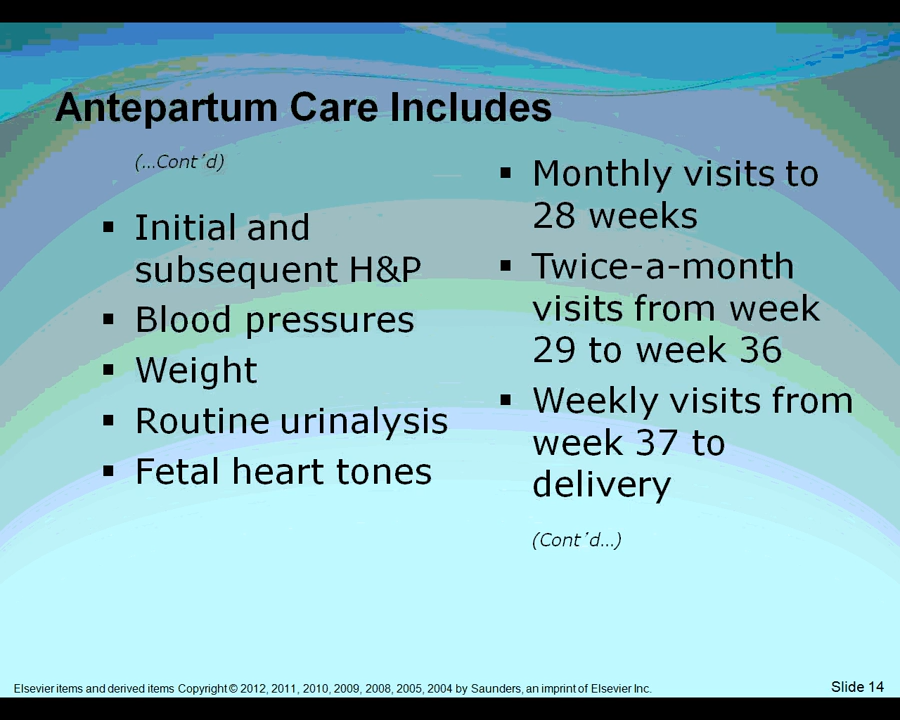 Antepartum Care Includes
(…Cont´d)
▪ Initial and
subsequent H&P
▪ Blood pressures
▪ Weight
▪ Routine urinalysis
▪ Fetal heart tones
▪ Monthly visits to
28 weeks
▪ Twice-a-month
visits from week
29 to week 36
▪ Weekly visits from
week 37 to
delivery
(Cont´d…)
Elsevier items and derived items Copyright © 2012, 2011, 2010, 2009, 2008, 2005, 2004 by Saunders, an imprint of Elsevier Inc.
Slide 14